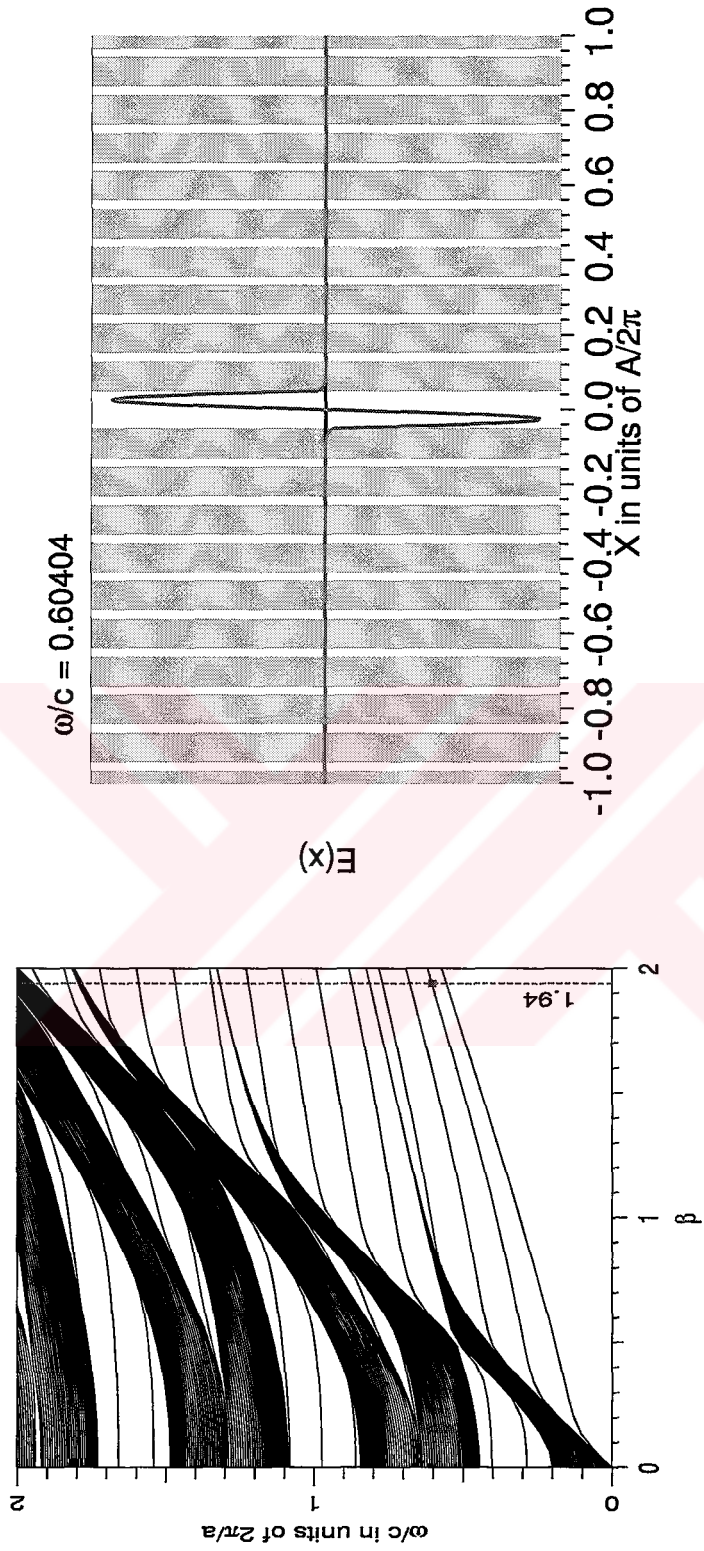 ω/c = 0.60404
E(x)
-1.0 -0.8 -0.6 -0.4 -0.2 0.0 0.2 0.4 0.6 0.8 1.0
X in units of A/2π
2
1
0
ω/c in units of 2π/a
1.94
0 1 2
β